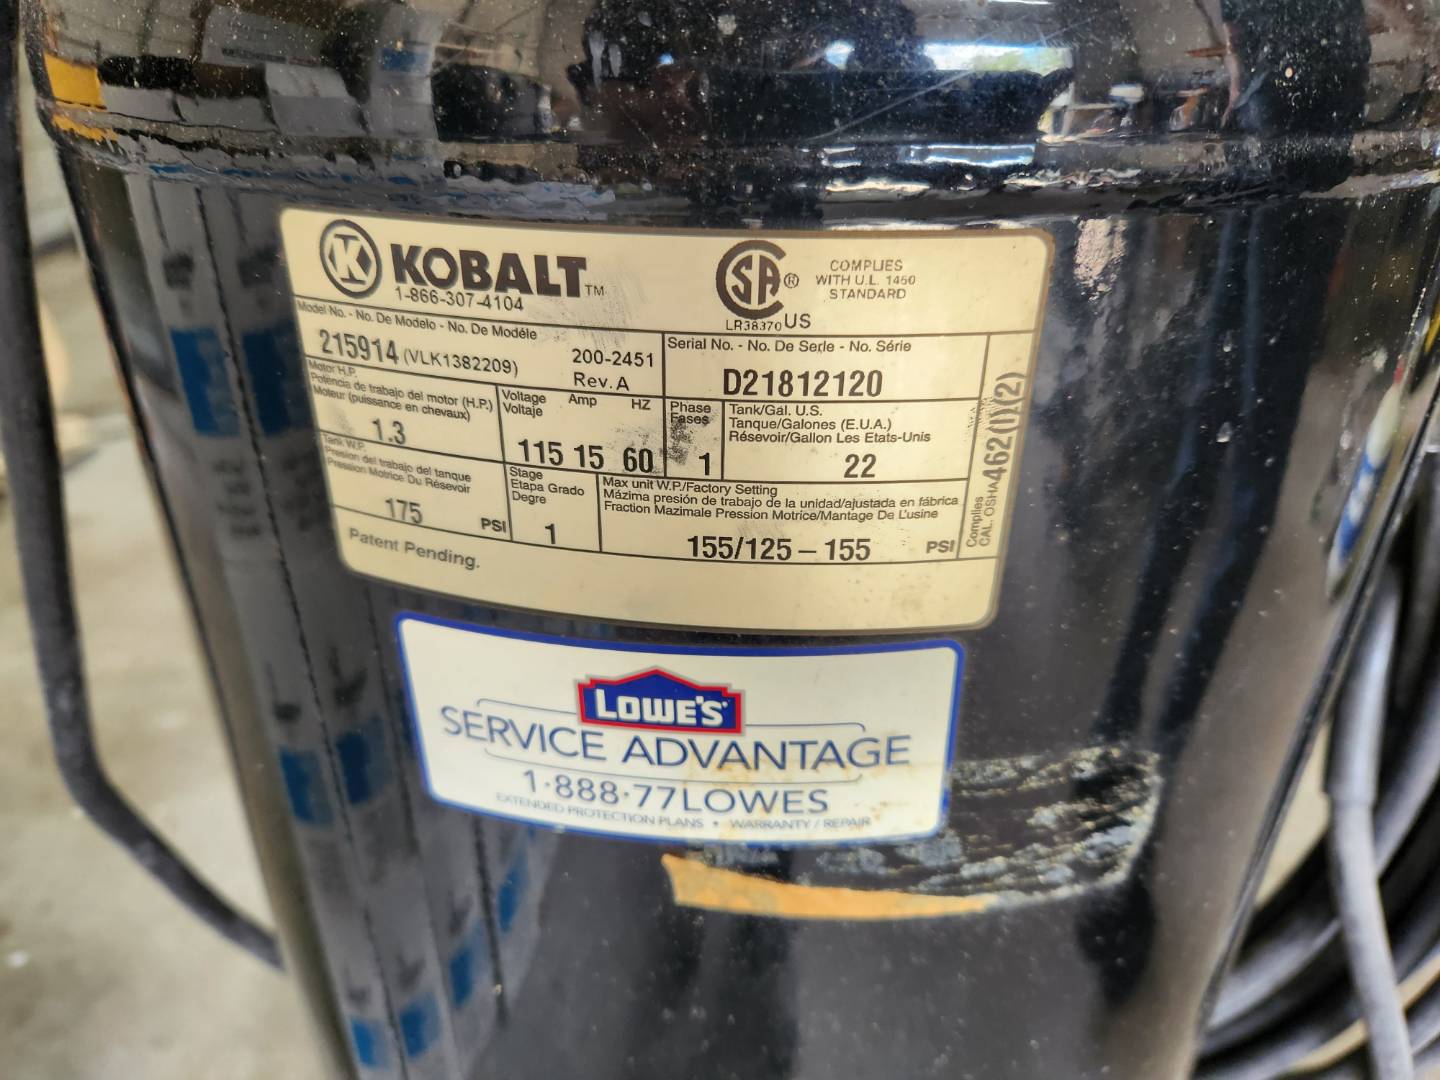 K KOBALT™
1-866-307-4104
CSA® COMPLIES
WITH U.L. 1450
STANDARD
LR38370 US
Model No. - No. De Modelo - No. De Modéle
215914 (VLK1382209)
200-2451
Rev. A
Serial No. - No. De Serie - No. Série
D21812120
Motor H.P.
Potencia de trabajo del motor (H.P.)
Moteur (puissance en chevaux)
1.3
Voltage Amp HZ
Voltaje
115 15 60
Phase
Fases
1
Tank/Gal. U.S.
Tanque/Galones (E.U.A.)
Résevoir/Gallon Les Etats-Unis
22
Tank W.P.
Presion del trabajo del tanque
Pression Motrice Du Résevoir
175 PSI
Stage
Etapa Grado
Degre
1
Max unit W.P./Factory Setting
Mázima presión de trabajo de la unidad/ajustada en fábrica
Fraction Mazimale Pression Motrice/Mantage De L'usine
155/125 – 155 PSI
Complies
CAL. OSHA 462(l)(2)
Patent Pending.
LOWE'S
SERVICE ADVANTAGE
1·888·77LOWES
EXTENDED PROTECTION PLANS • WARRANTY / REPAIR